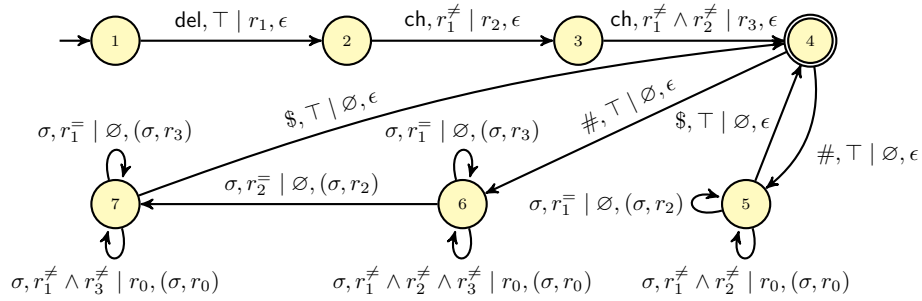 del, ⊤ | r₁, ϵ
ch, r₁^≠ | r₂, ϵ
ch, r₁^≠ ∧ r₂^≠ | r₃, ϵ
1
2
3
4
$, ⊤ | ∅, ϵ
#, ⊤ | ∅, ϵ
$, ⊤ | ∅, ϵ
#, ⊤ | ∅, ϵ
σ, r₁^= | ∅, (σ, r₃)
σ, r₁^= | ∅, (σ, r₃)
σ, r₂^= | ∅, (σ, r₂)
σ, r₁^= | ∅, (σ, r₂)
7
6
5
σ, r₁^≠ ∧ r₃^≠ | r₀, (σ, r₀)
σ, r₁^≠ ∧ r₂^≠ ∧ r₃^≠ | r₀, (σ, r₀)
σ, r₁^≠ ∧ r₂^≠ | r₀, (σ, r₀)